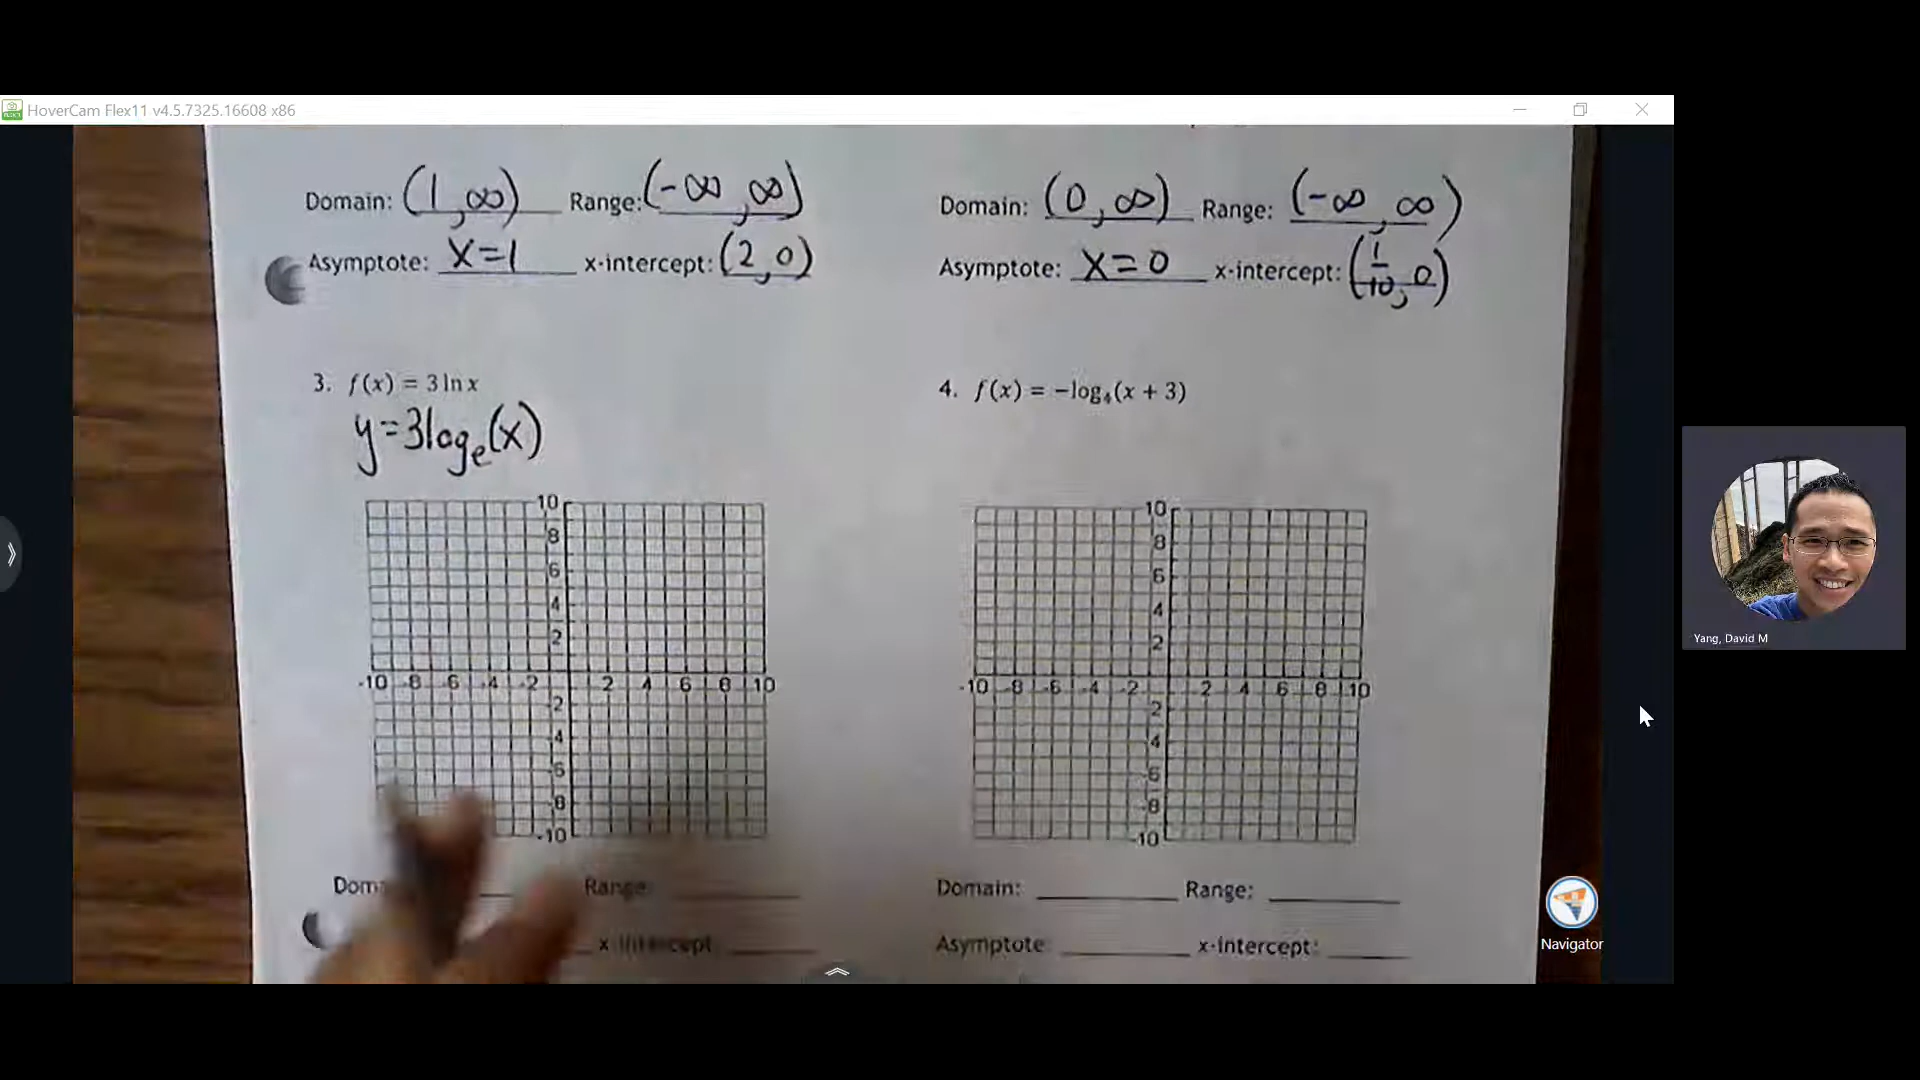 HoverCam Flex11 v4.5.7325.16608 x86
Domain: (1,∞) Range: (-∞,∞)
Asymptote: x=1 x-intercept: (2,0)
Domain: (0,∞) Range: (-∞,∞)
Asymptote: x=0 x-intercept: (1/10,0)
3. f(x) = 3 ln x
y=3log_e(x)
10
8
6
4
2
-10 -8 -6 -4 -2 2 4 6 8 10
-2
-4
-6
-8
-10
Range:
x-intercept:
4. f(x) = −log₄(x + 3)
10
8
6
4
2
-10 -8 -6 -4 -2 2 4 6 8 10
-2
-4
-6
-8
-10
Domain: Range:
Asymptote: x-intercept:
Navigator
Yang, David M